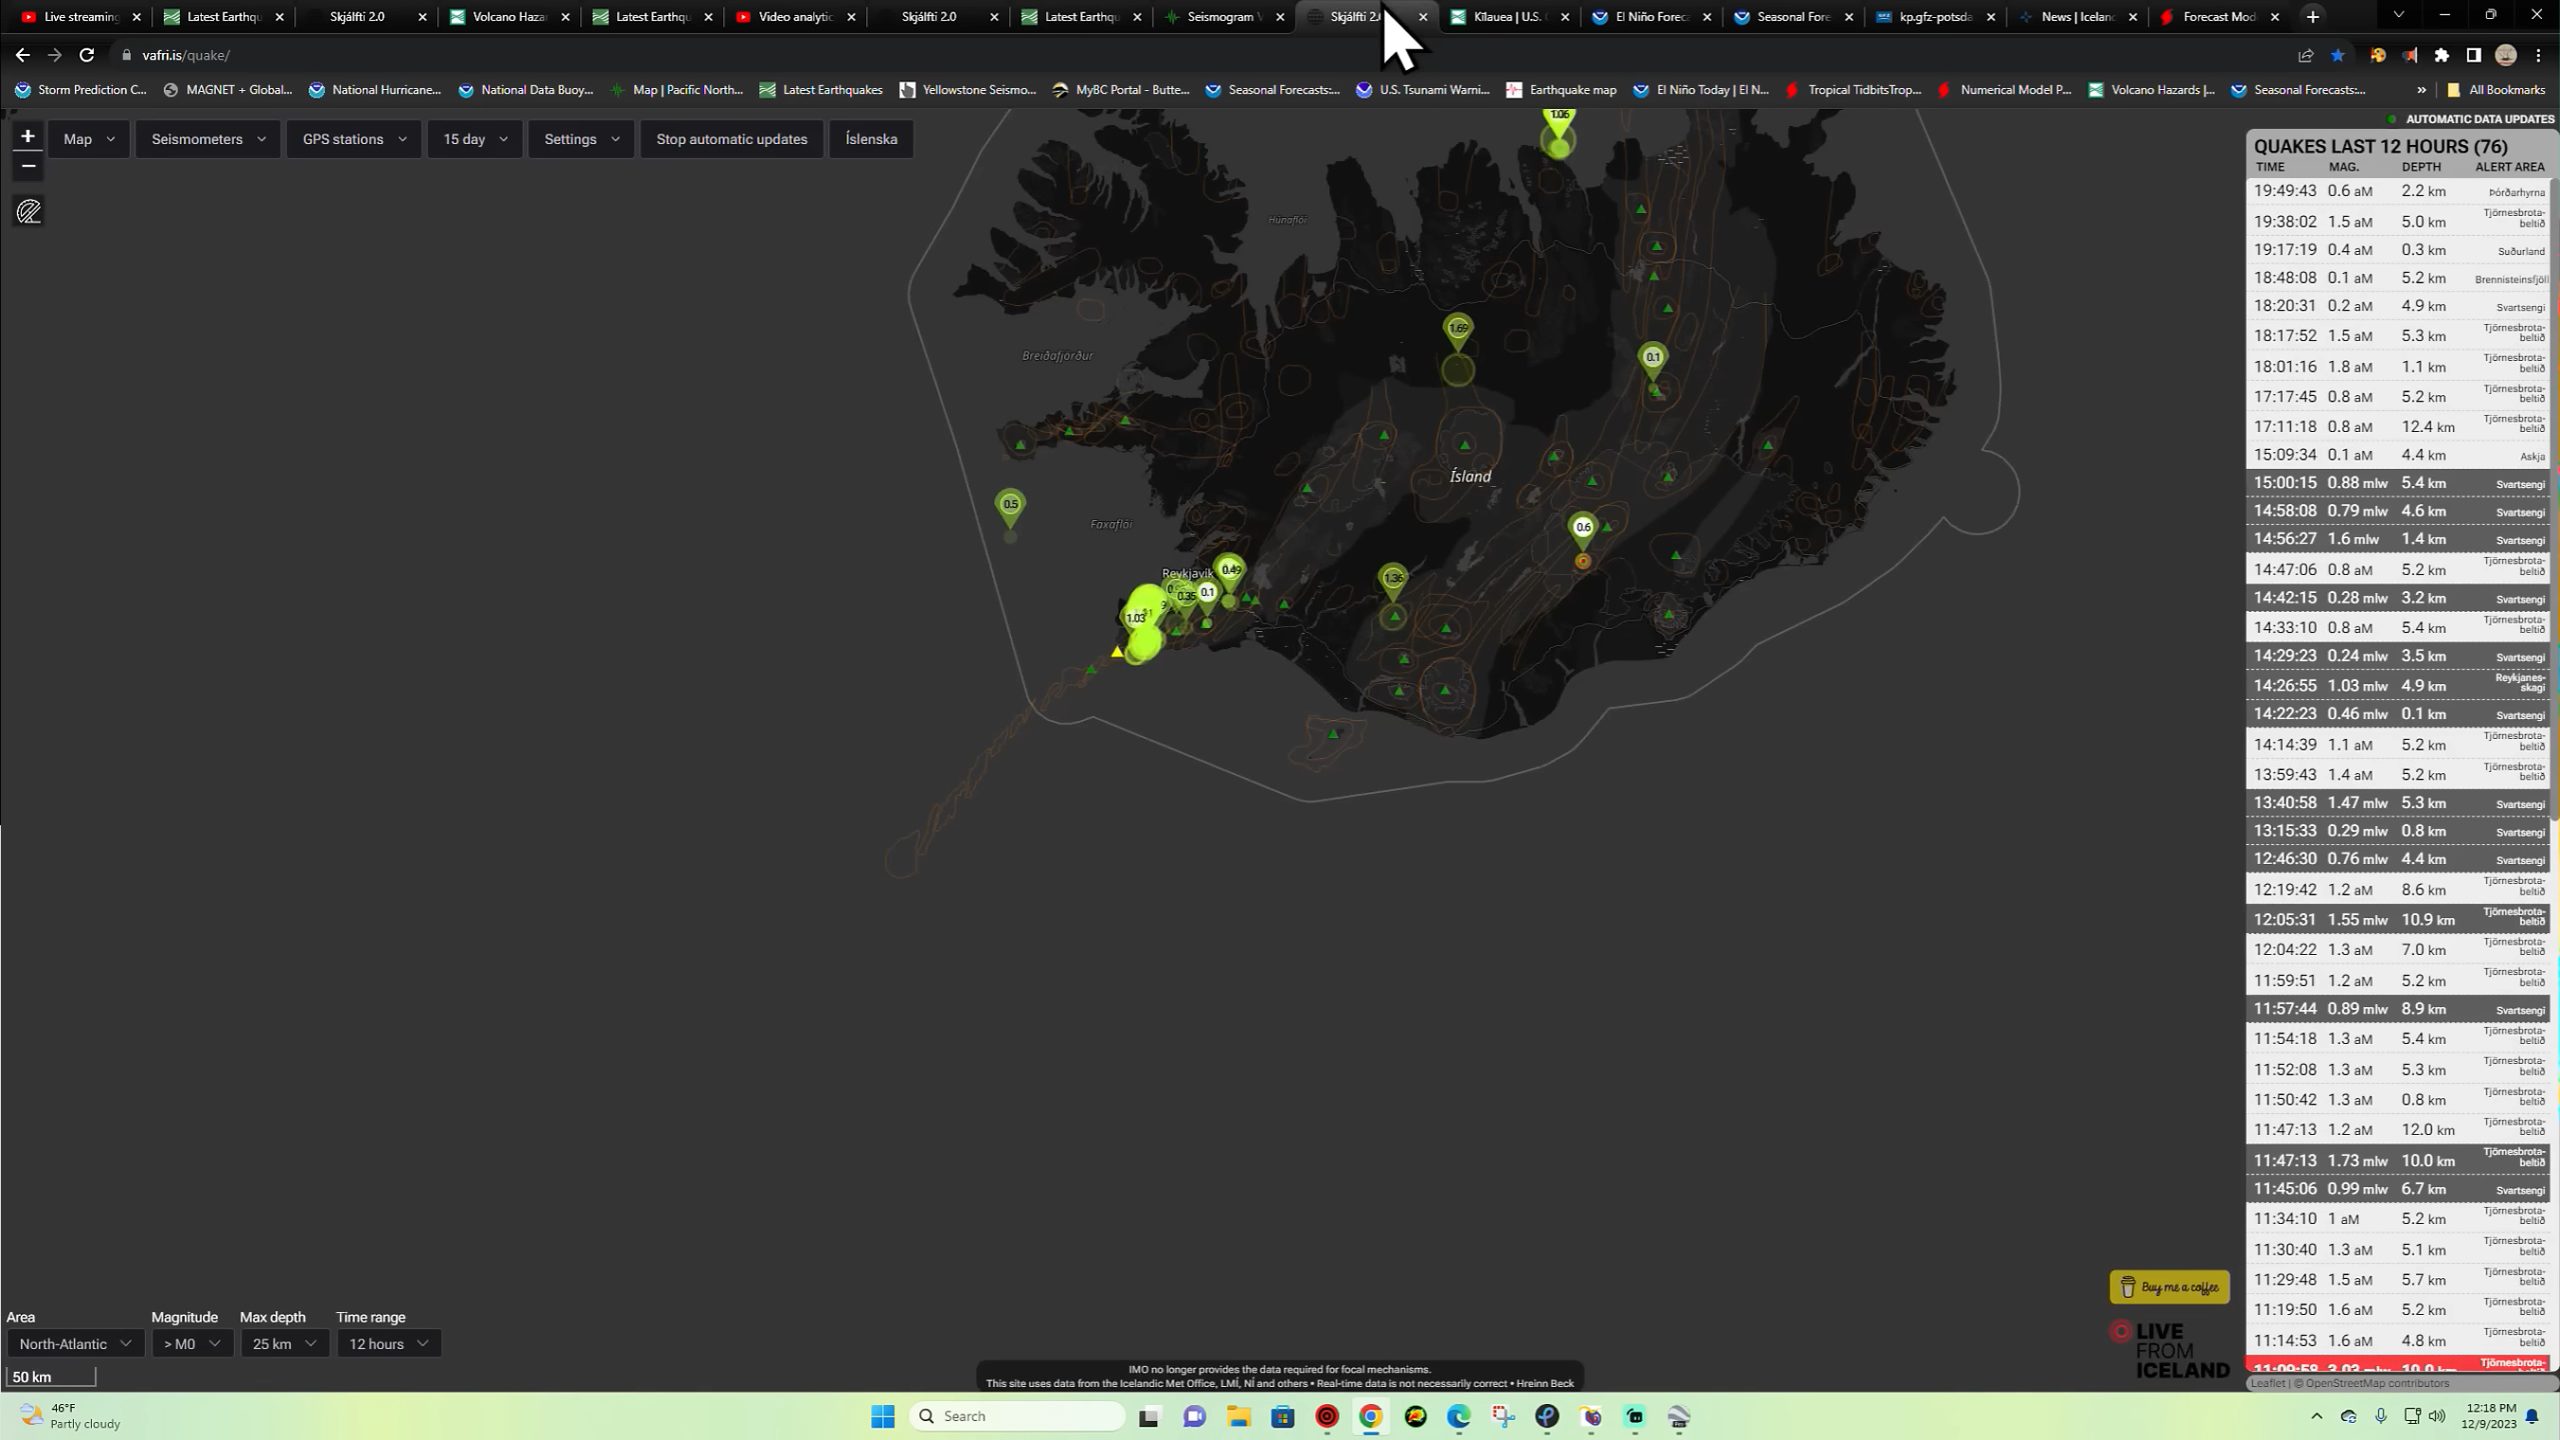 Live streaming
Latest Earthqu
Skjálfti 2.0
Volcano Hazar
Latest Earthqu
Video analytic
Skjálfti 2.0
Latest Earthqu
Seismogram V
Skjálfti 2.0
Kīlauea | U.S. G
El Niño Foreca
Seasonal Fore
kp.gfz-potsda
News | Icelan
Forecast Mod
vafri.is/quake/
Storm Prediction C...
MAGNET + Global...
National Hurricane...
National Data Buoy...
Map | Pacific North...
Latest Earthquakes
Yellowstone Seismo...
MyBC Portal - Butte...
Seasonal Forecasts:...
U.S. Tsunami Warni...
Earthquake map
El Niño Today | El N...
Tropical TidbitsTrop...
Numerical Model P...
Volcano Hazards |...
Seasonal Forecasts:...
»
All Bookmarks
+
−
Map
Seismometers
GPS stations
15 day
Settings
Stop automatic updates
Íslenska
AUTOMATIC DATA UPDATES
QUAKES LAST 12 HOURS (76)
TIME MAG. DEPTH ALERT AREA
19:49:43 0.6 aM 2.2 km Þórðarhyrna
19:38:02 1.5 aM 5.0 km Tjörnesbrota-beltið
19:17:19 0.4 aM 0.3 km Suðurland
18:48:08 0.1 aM 5.2 km Brennisteinsfjöll
18:20:31 0.2 aM 4.9 km Svartsengi
18:17:52 1.5 aM 5.3 km Tjörnesbrota-beltið
18:01:16 1.8 aM 1.1 km Tjörnesbrota-beltið
17:17:45 0.8 aM 5.2 km Tjörnesbrota-beltið
17:11:18 0.8 aM 12.4 km Tjörnesbrota-beltið
15:09:34 0.1 aM 4.4 km Askja
15:00:15 0.88 mlw 5.4 km Svartsengi
14:58:08 0.79 mlw 4.6 km Svartsengi
14:56:27 1.6 mlw 1.4 km Svartsengi
14:47:06 0.8 aM 5.2 km Tjörnesbrota-beltið
14:42:15 0.28 mlw 3.2 km Svartsengi
14:33:10 0.8 aM 5.4 km Tjörnesbrota-beltið
14:29:23 0.24 mlw 3.5 km Svartsengi
14:26:55 1.03 mlw 4.9 km Reykjanes-skagi
14:22:23 0.46 mlw 0.1 km Svartsengi
14:14:39 1.1 aM 5.2 km Tjörnesbrota-beltið
13:59:43 1.4 aM 5.2 km Tjörnesbrota-beltið
13:40:58 1.47 mlw 5.3 km Svartsengi
13:15:33 0.29 mlw 0.8 km Svartsengi
12:46:30 0.76 mlw 4.4 km Svartsengi
12:19:42 1.2 aM 8.6 km Tjörnesbrota-beltið
12:05:31 1.55 mlw 10.9 km Tjörnesbrota-beltið
12:04:22 1.3 aM 7.0 km Tjörnesbrota-beltið
11:59:51 1.2 aM 5.2 km Tjörnesbrota-beltið
11:57:44 0.89 mlw 8.9 km Svartsengi
11:54:18 1.3 aM 5.4 km Tjörnesbrota-beltið
11:52:08 1.3 aM 5.3 km Tjörnesbrota-beltið
11:50:42 1.3 aM 0.8 km Tjörnesbrota-beltið
11:47:13 1.2 aM 12.0 km Tjörnesbrota-beltið
11:47:13 1.73 mlw 10.0 km Tjörnesbrota-beltið
11:45:06 0.99 mlw 6.7 km Svartsengi
11:34:10 1 aM 5.2 km Tjörnesbrota-beltið
11:30:40 1.3 aM 5.1 km Tjörnesbrota-beltið
11:29:48 1.5 aM 5.7 km Tjörnesbrota-beltið
11:19:50 1.6 aM 5.2 km Tjörnesbrota-beltið
11:14:53 1.6 aM 4.8 km Tjörnesbrota-beltið
11:09:58 3.03 mlw 10.0 km Tjörnesbrota-
1.06
Húnaflói
1.69
0.1
Breiðafjörður
Ísland
0.5
Faxaflói
0.6
Reykjavík
0.49
1.36
0.35
0.1
1.03
Buy me a coffee
LIVE
FROM
ICELAND
Area
Magnitude
Max depth
Time range
North-Atlantic
> M0
25 km
12 hours
50 km
IMO no longer provides the data required for focal mechanisms.
This site uses data from the Icelandic Met Office, LMÍ, NÍ and others • Real-time data is not necessarily correct • Hreinn Beck
Leaflet | © OpenStreetMap contributors
46°F
Partly cloudy
Search
12:18 PM
12/9/2023